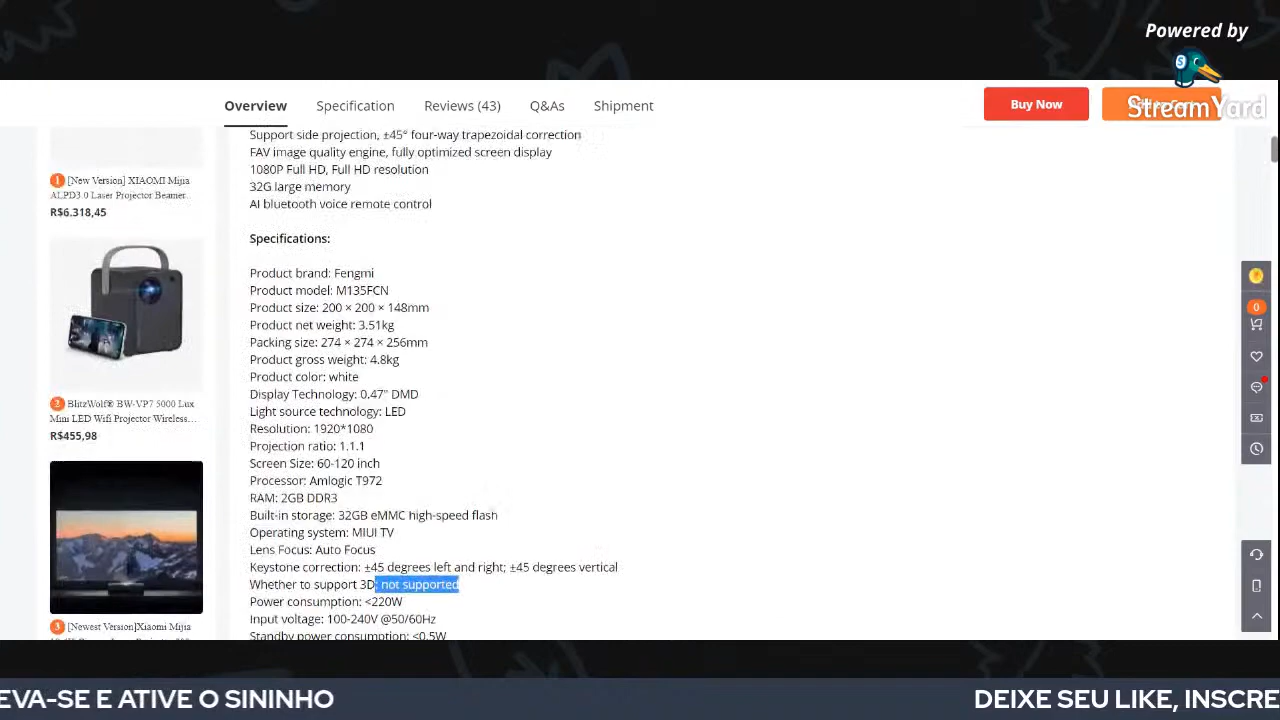 Powered by
StreamYard
Overview
Specification
Reviews (43)
Q&As
Shipment
Buy Now
Support side projection, ±45° four-way trapezoidal correction
FAV image quality engine, fully optimized screen display
1080P Full HD, Full HD resolution
32G large memory
AI bluetooth voice remote control
Specifications:
Product brand: Fengmi
Product model: M135FCN
Product size: 200 × 200 × 148mm
Product net weight: 3.51kg
Packing size: 274 × 274 × 256mm
Product gross weight: 4.8kg
Product color: white
Display Technology: 0.47" DMD
Light source technology: LED
Resolution: 1920*1080
Projection ratio: 1.1.1
Screen Size: 60-120 inch
Processor: Amlogic T972
RAM: 2GB DDR3
Built-in storage: 32GB eMMC high-speed flash
Operating system: MIUI TV
Lens Focus: Auto Focus
Keystone correction: ±45 degrees left and right; ±45 degrees vertical
Whether to support 3D: not supported
Power consumption: <220W
Input voltage: 100-240V @50/60Hz
Standby power consumption: <0.5W
1 [New Version] XIAOMI Mijia
ALPD3.0 Laser Projector Beamer...
R$6.318,45
2 BlitzWolf® BW-VP7 5000 Lux
Mini LED Wifi Projector Wireless...
R$455,98
3 [Newest Version]Xiaomi Mijia
0
EVA-SE E ATIVE O SININHO
DEIXE SEU LIKE, INSCRE